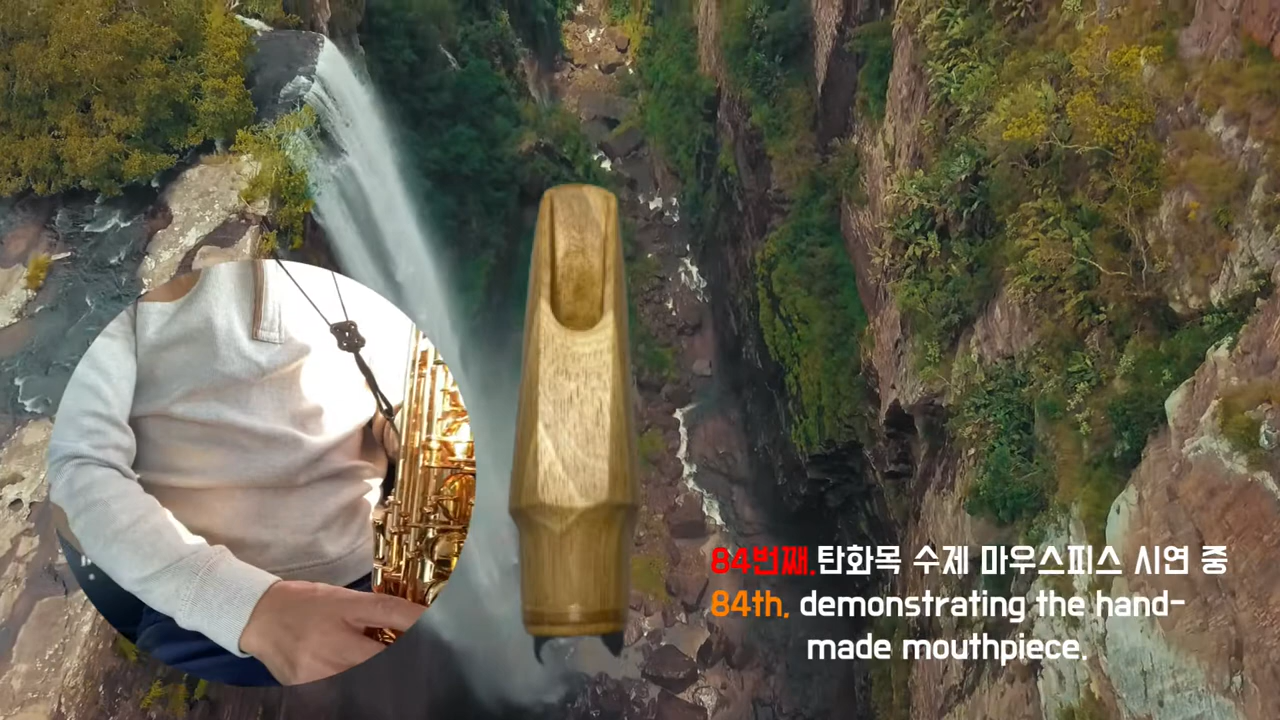 84번째.탄화목 수제 마우스피스 시연 중
84th, demonstrating the hand-
made mouthpiece.